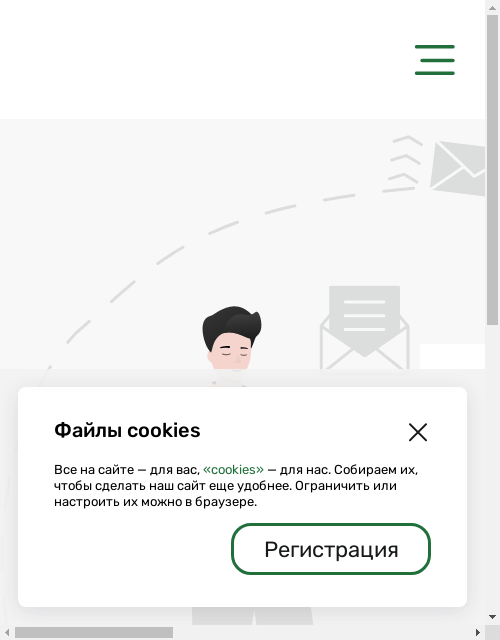 Файлы cookies
Все на сайте — для вас, «cookies» — для нас. Собираем их,
чтобы сделать наш сайт еще удобнее. Ограничить или
настроить их можно в браузере.
Регистрация